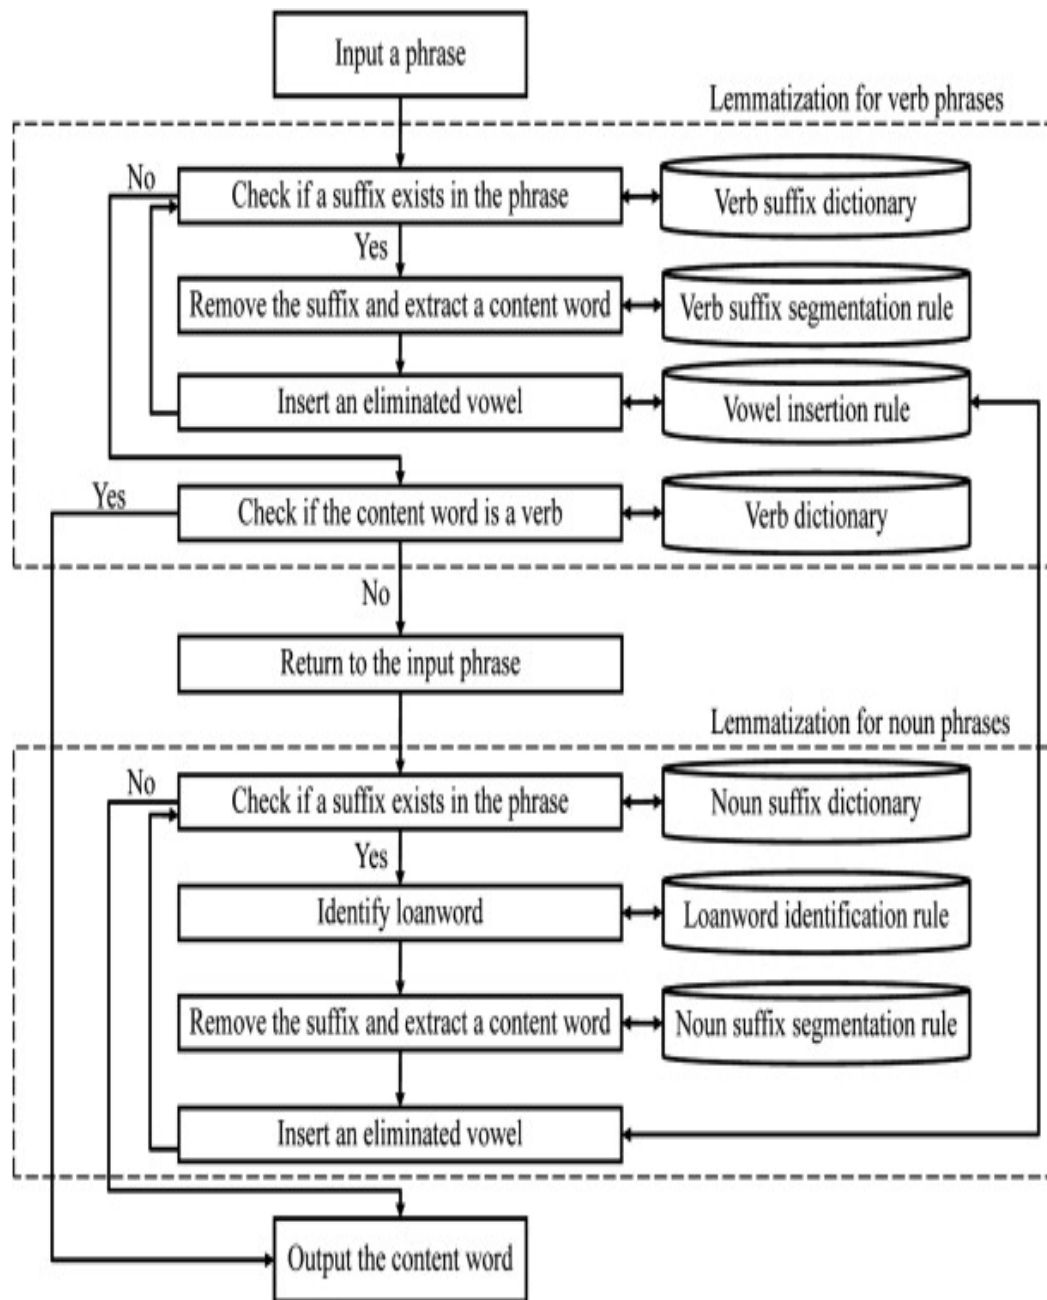 Input a phrase
Lemmatization for verb phrases
No
Check if a suffix exists in the phrase
Verb suffix dictionary
Yes
Remove the suffix and extract a content word
Verb suffix segmentation rule
Insert an eliminated vowel
Vowel insertion rule
Yes
Check if the content word is a verb
Verb dictionary
No
Return to the input phrase
Lemmatization for noun phrases
No
Check if a suffix exists in the phrase
Noun suffix dictionary
Yes
Identify loanword
Loanword identification rule
Remove the suffix and extract a content word
Noun suffix segmentation rule
Insert an eliminated vowel
Output the content word